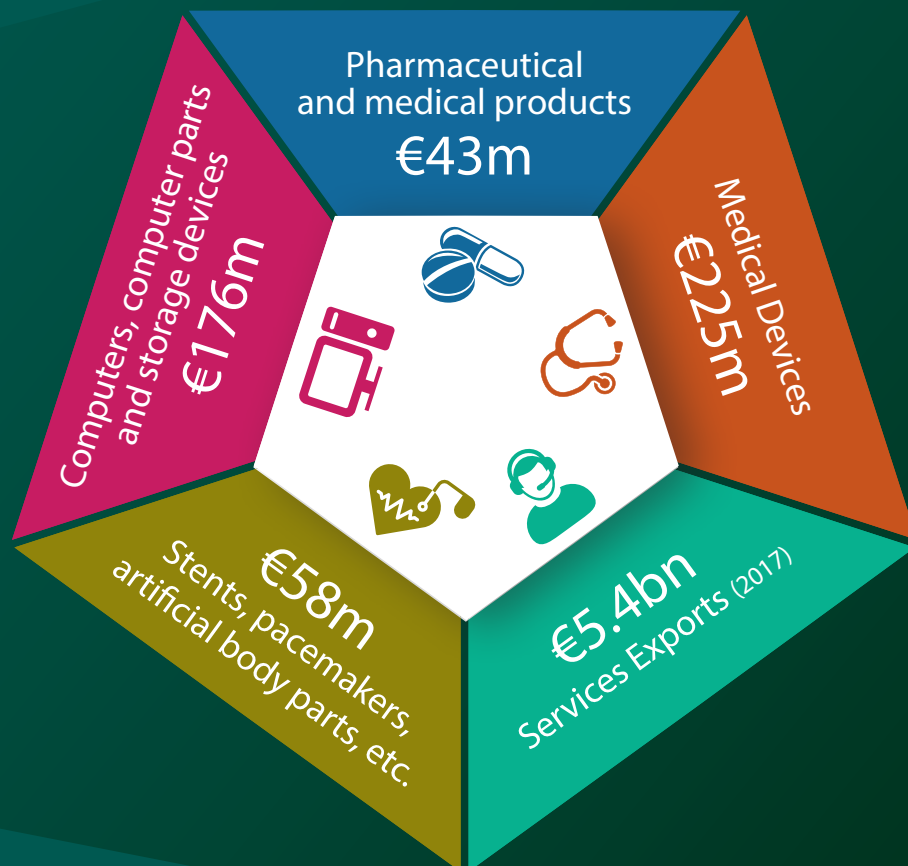 Pharmaceutical
and medical products
€43m
Medical Devices
€225m
€5.4bn
Services Exports (2017)
€58m
Stents, pacemakers,
artificial body parts, etc.
Computers, computer parts
and storage devices
€176m